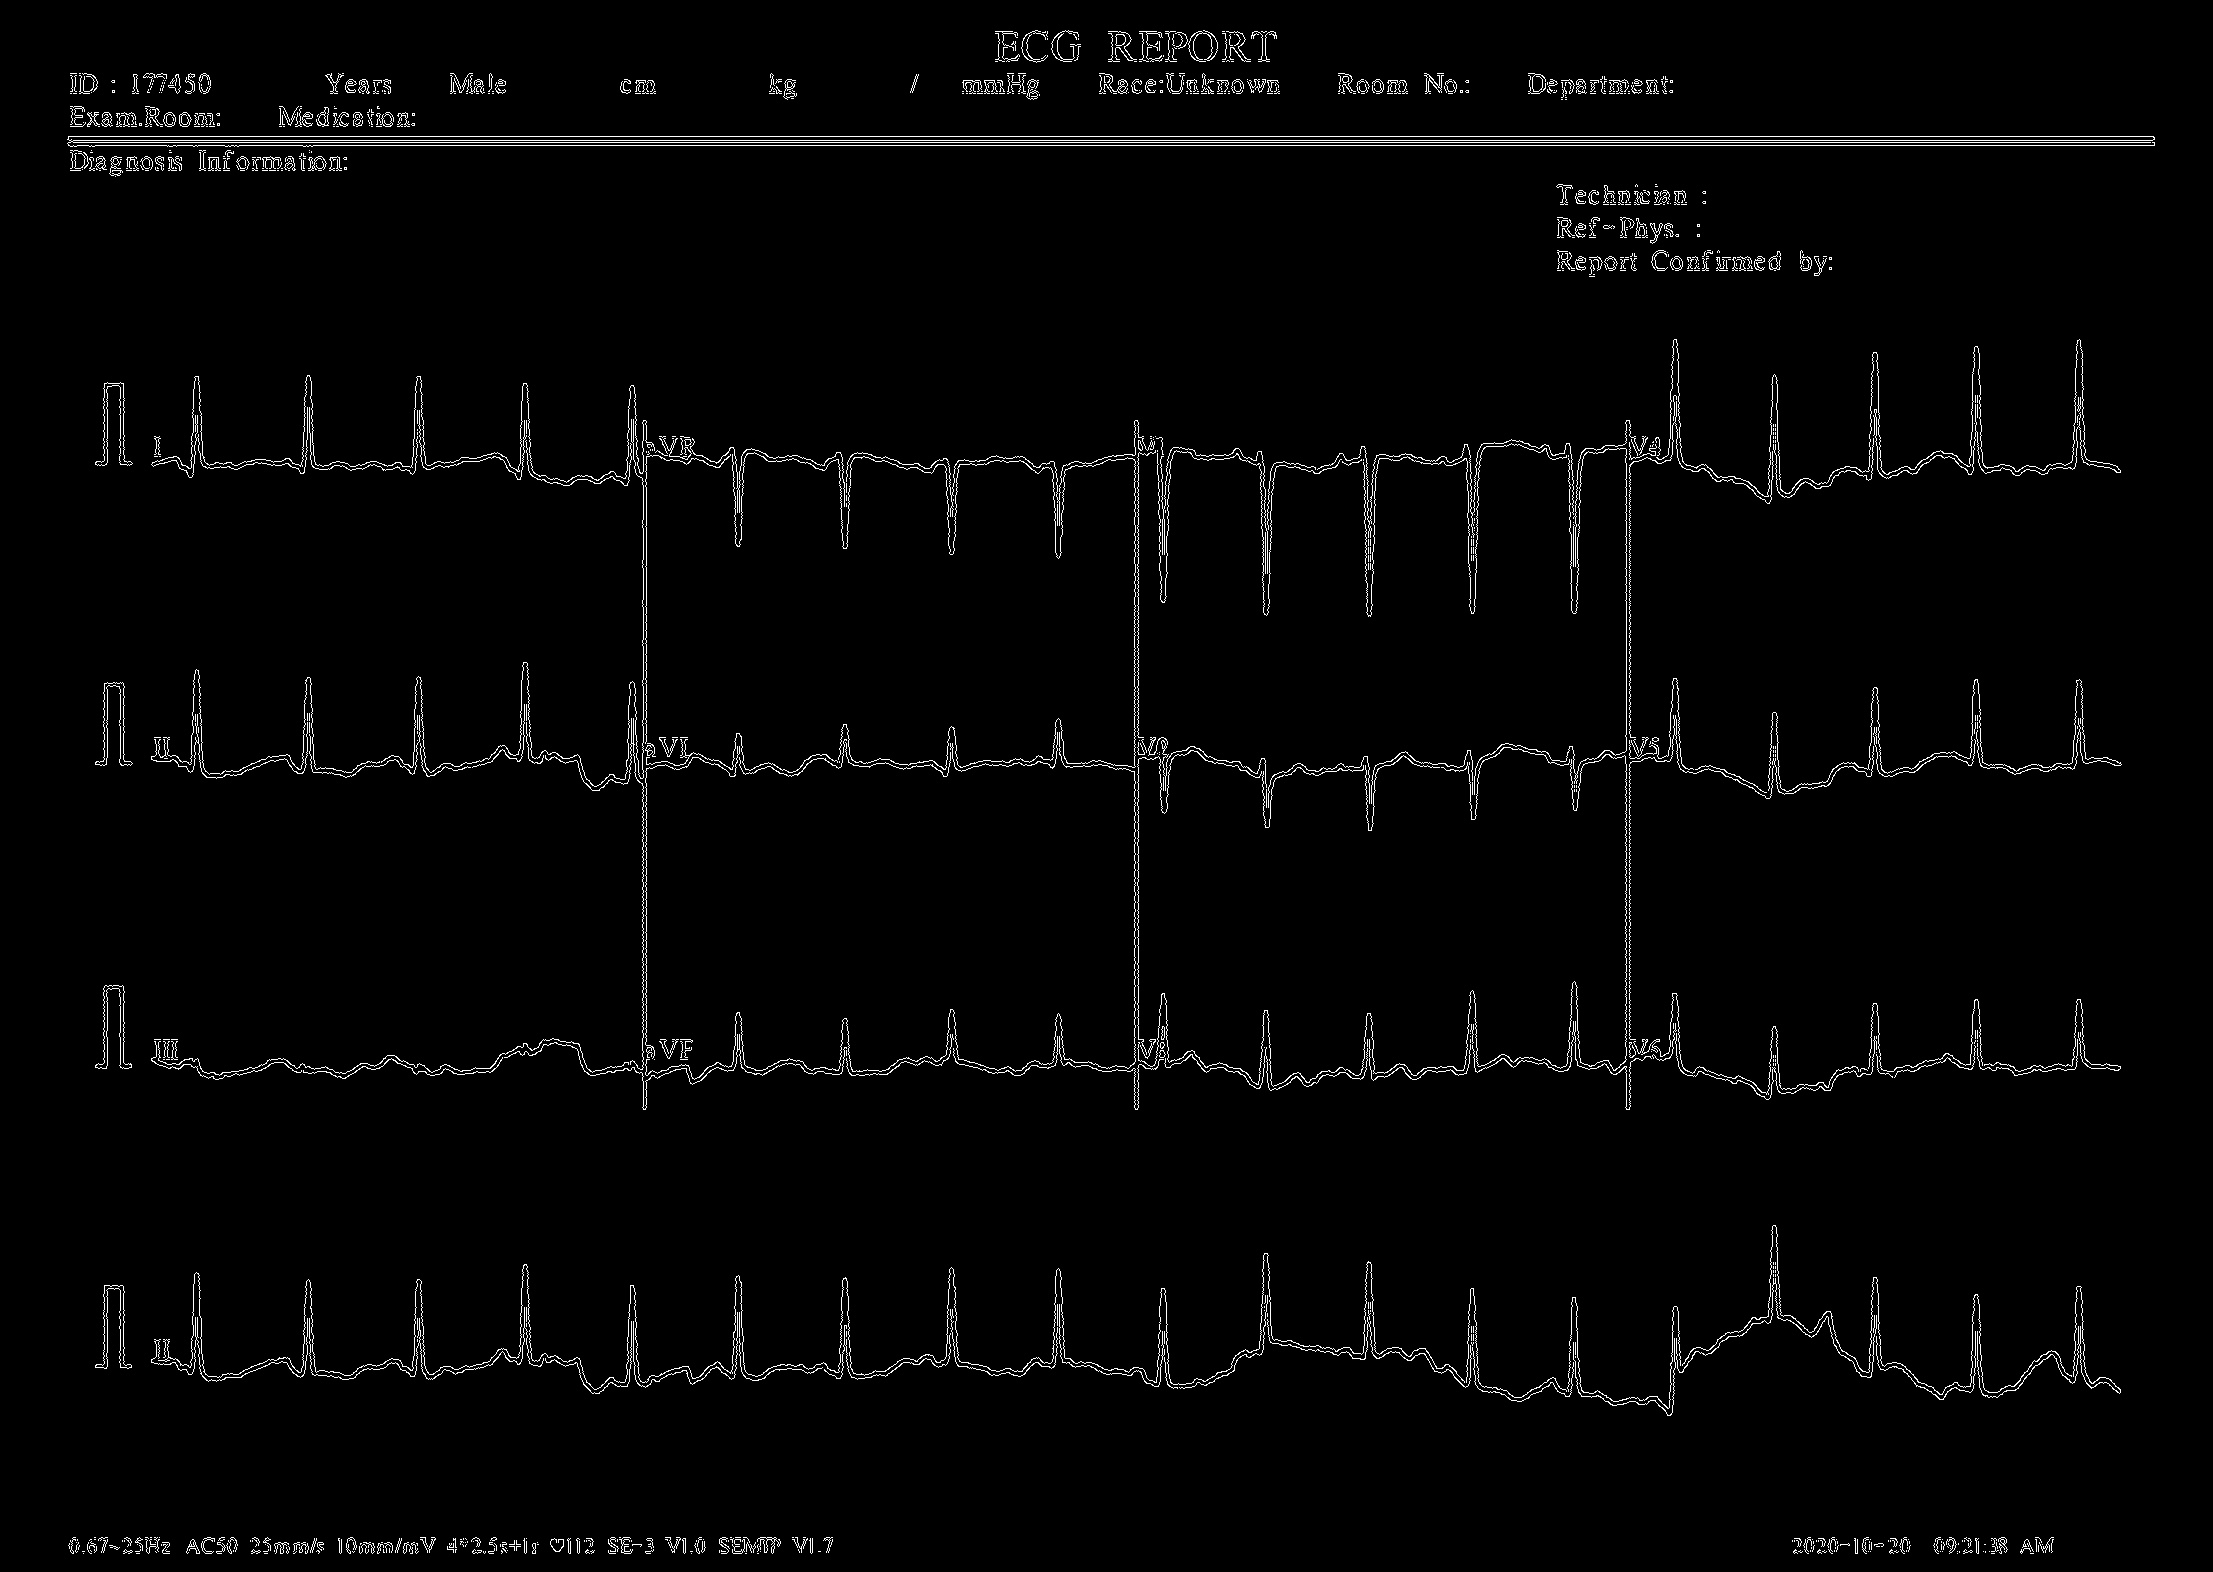 ECG REPORT
ID : 177450 Years Male cm kg / mmHg Race:Unknown Room No.: Department:
Exam.Room: Medication:
Diagnosis Information:
Technician :
Ref-Phys. :
Report Confirmed by:
I aVR V1 V4
II aVL V2 V5
III aVF V3 V6
II
0.67~25Hz AC50 25mm/s 10mm/mV 4*2.5s+1r ♡112 SE-3 V1.0 SEMIP V1.7
2020-10-20 09:21:38 AM